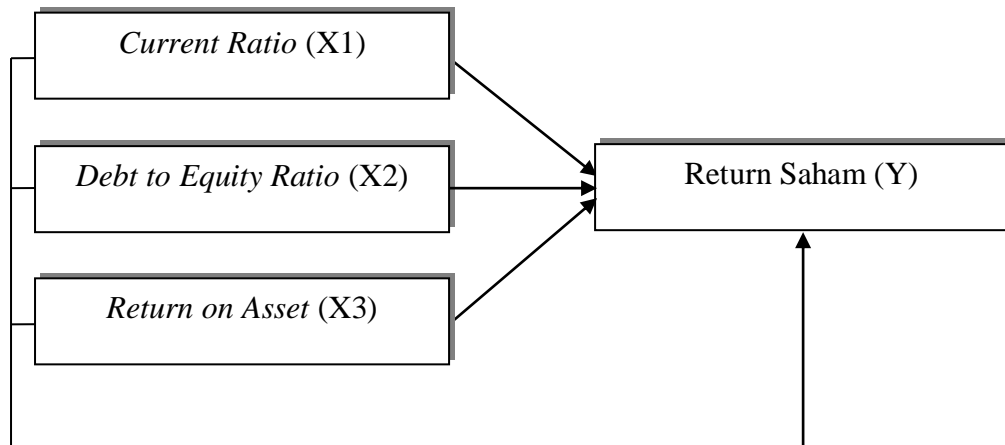 Current Ratio (X1)
Debt to Equity Ratio (X2)
Return Saham (Y)
Return on Asset (X3)